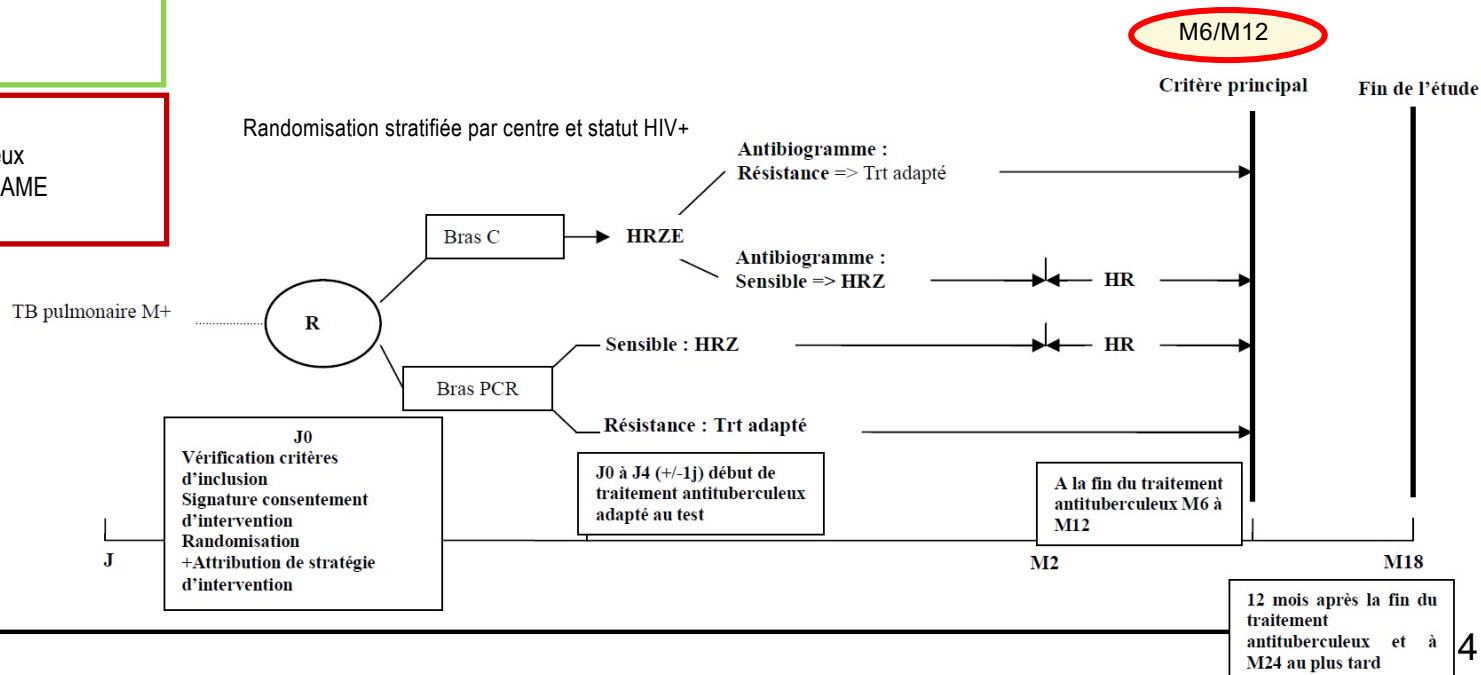 M6/M12
Critère principal
Fin de l'étude
AME
Randomisation stratifiée par centre et statut HIV+
Antibiogramme :
Résistance => Trt adapté
Bras C
HRZE
Antibiogramme :
Sensible => HRZ
HR
TB pulmonaire M+
R
Sensible : HRZ
HR
Bras PCR
Résistance : Trt adapté
J0
Vérification critères
d'inclusion
Signature consentement
d'intervention
Randomisation
+Attribution de stratégie
d'intervention
J0 à J4 (+/-1j) début de
traitement antituberculeux
adapté au test
A la fin du traitement
antituberculeux M6 à
M12
J
M2
M18
12 mois après la fin du
traitement
antituberculeux et à
M24 au plus tard
4